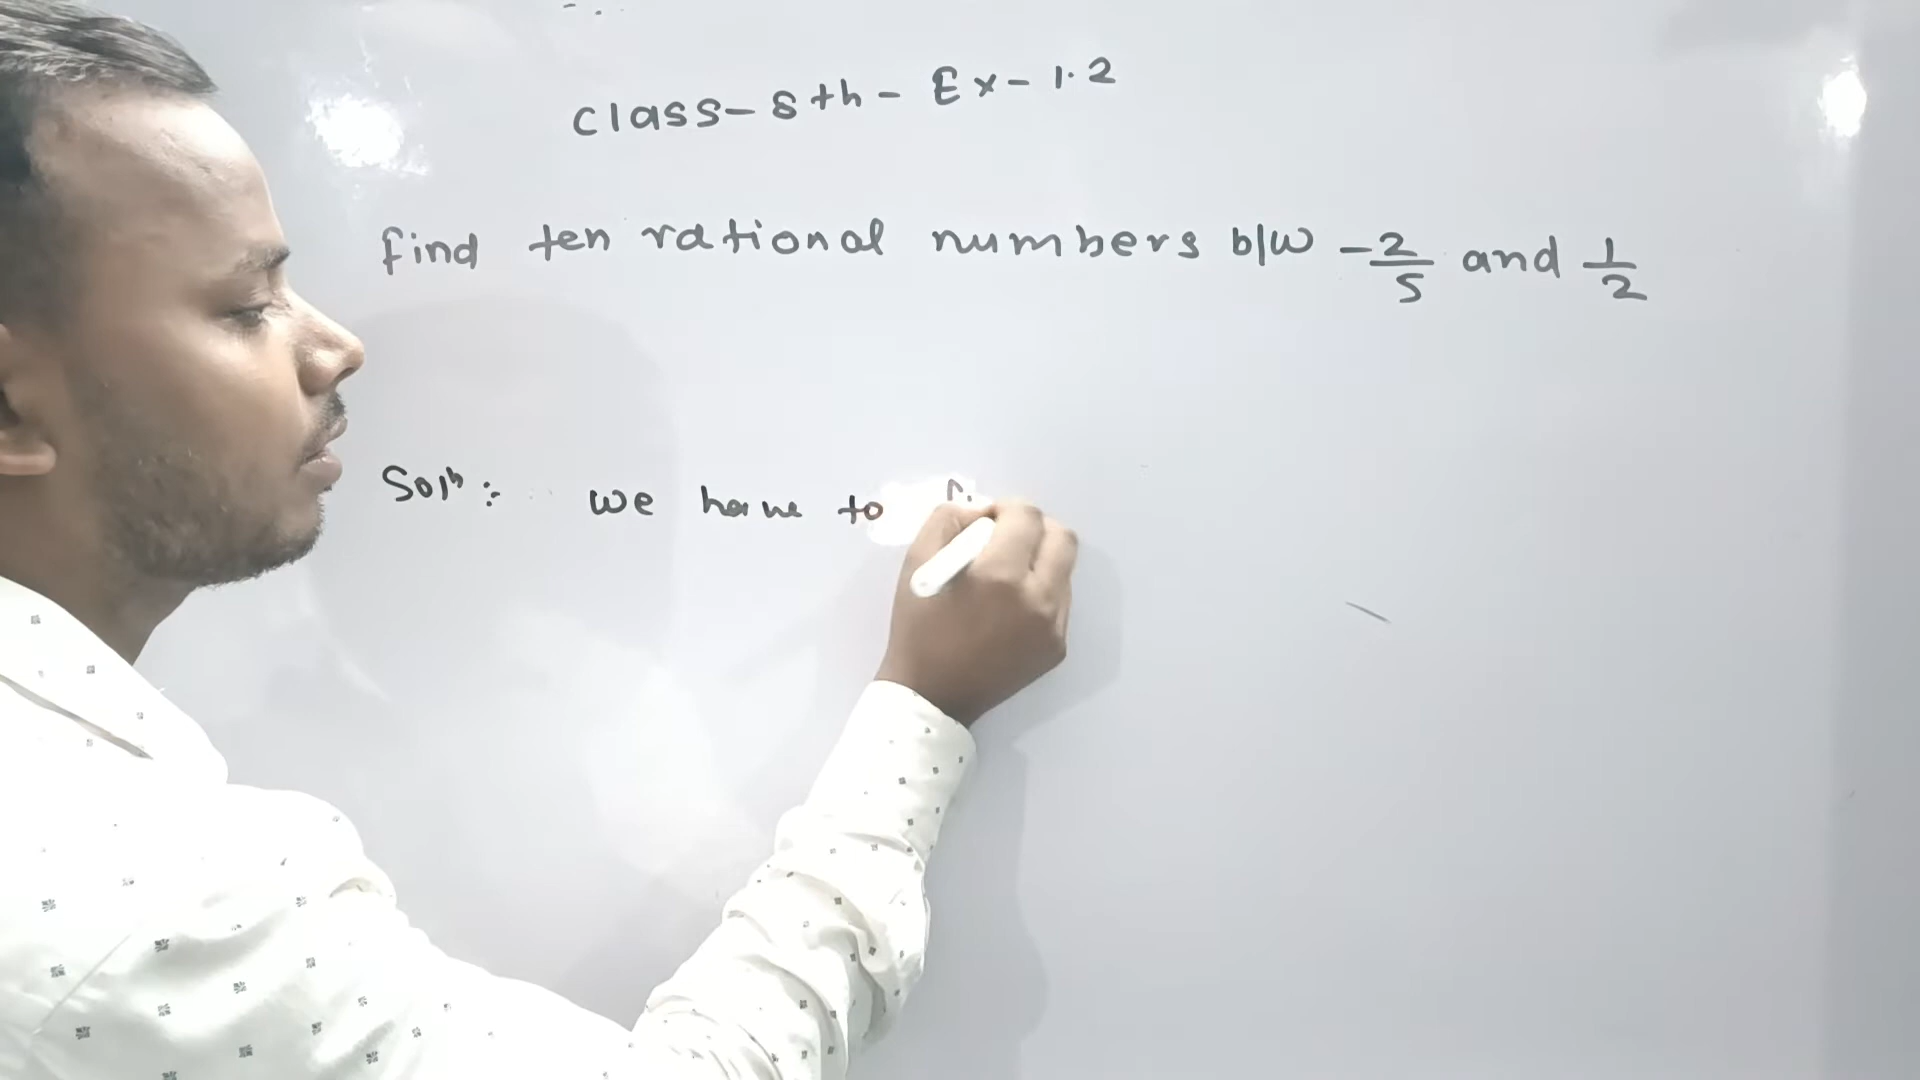 Class-8th- Ex-1.2
find ten rational numbers b/w -2/5 and 1/2
Solⁿ:- we have to